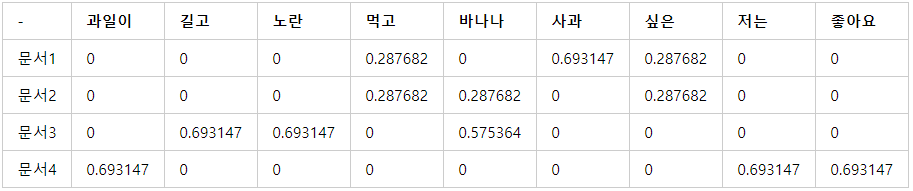 - 과일이 길고 노란 먹고 바나나 사과 싶은 저는 좋아요
문서1 0 0 0 0.287682 0 0.693147 0.287682 0 0
문서2 0 0 0 0.287682 0.287682 0 0.287682 0 0
문서3 0 0.693147 0.693147 0 0.575364 0 0 0 0
문서4 0.693147 0 0 0 0 0 0 0.693147 0.693147